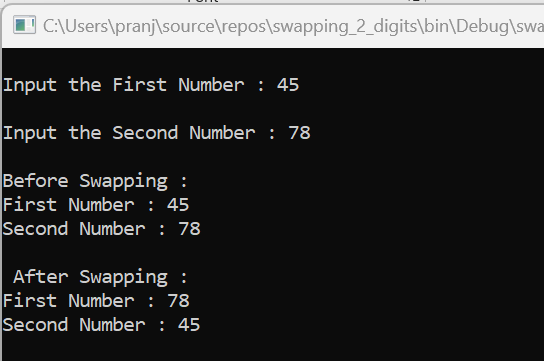 C:\Users\pranj\source\repos\swapping_2_digits\bin\Debug\swa
Input the First Number : 45
Input the Second Number : 78
Before Swapping :
First Number : 45
Second Number : 78
After Swapping :
First Number : 78
Second Number : 45